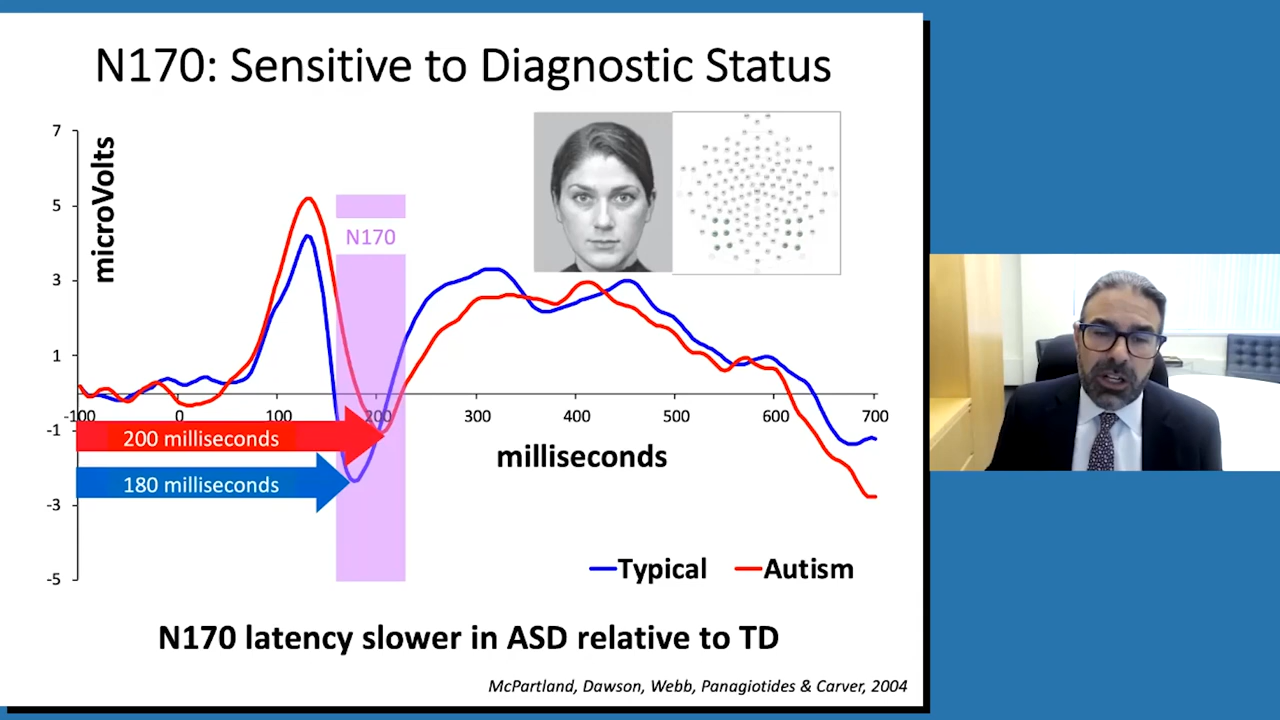 N170: Sensitive to Diagnostic Status
7
microVolts
5
N170
3
1
-100
0
100
200
300
400
500
600
700
-1
200 milliseconds
milliseconds
180 milliseconds
-3
Typical
Autism
-5
N170 latency slower in ASD relative to TD
McPartland, Dawson, Webb, Panagiotides & Carver, 2004